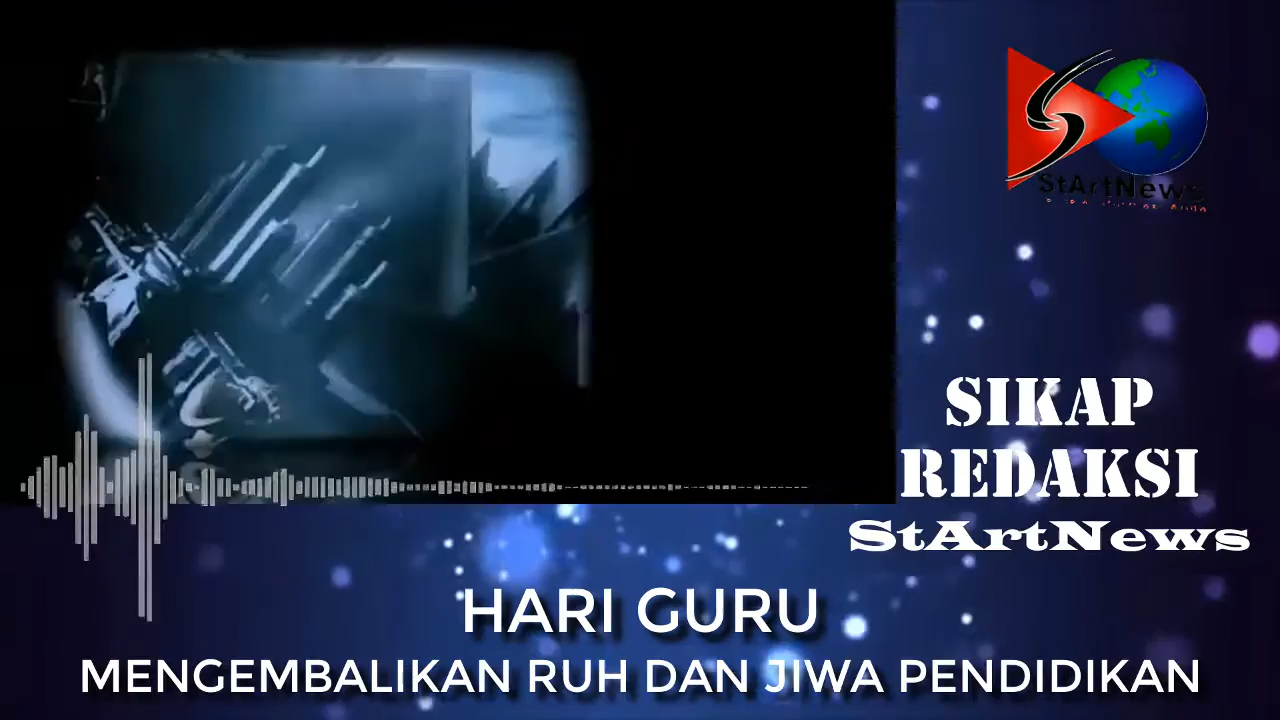 StArtNews
SIKAP
REDAKSI
StArtNews
HARI GURU
MENGEMBALIKAN RUH DAN JIWA PENDIDIKAN